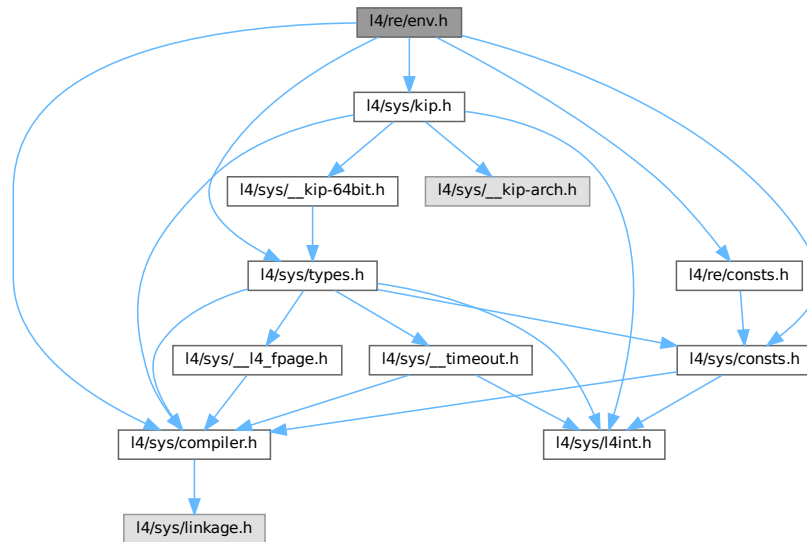 l4/re/env.h
l4/sys/kip.h
l4/sys/__kip-64bit.h
l4/sys/__kip-arch.h
l4/sys/types.h
l4/re/consts.h
l4/sys/__l4_fpage.h
l4/sys/__timeout.h
l4/sys/consts.h
l4/sys/compiler.h
l4/sys/l4int.h
l4/sys/linkage.h